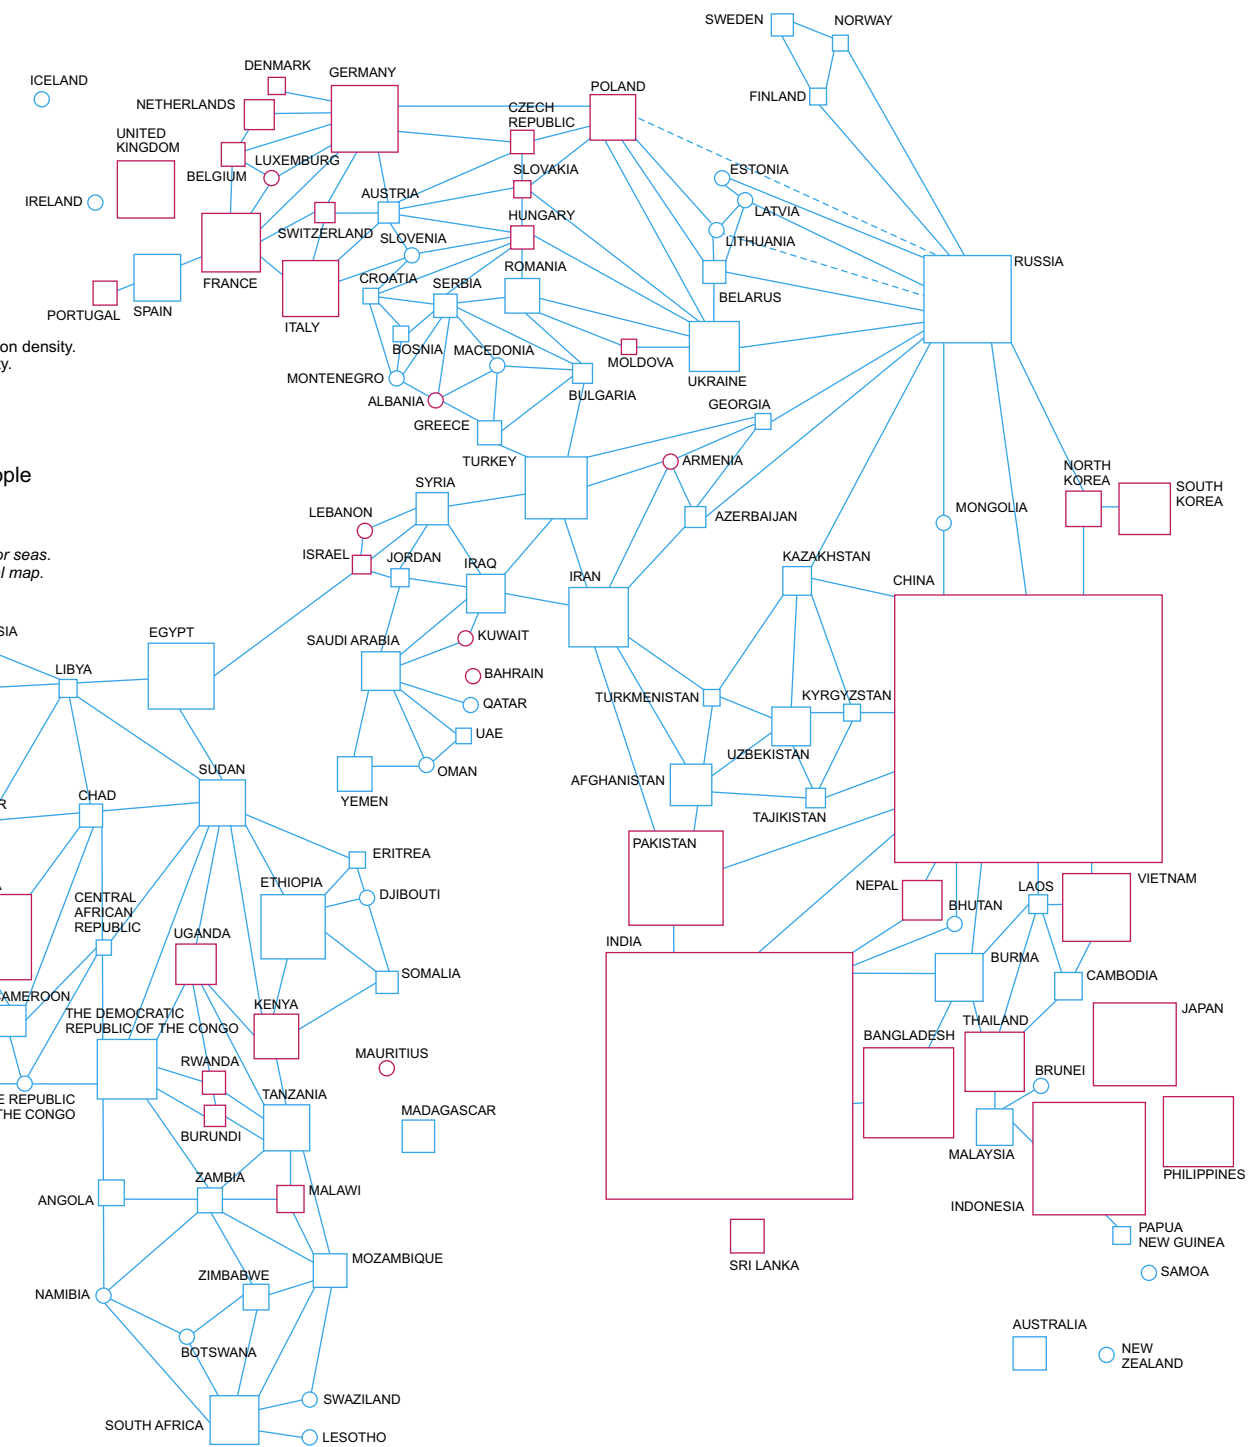 SWEDEN
NORWAY
ICELAND
DENMARK
GERMANY
POLAND
FINLAND
NETHERLANDS
CZECH
REPUBLIC
UNITED
KINGDOM
LUXEMBURG
BELGIUM
SLOVAKIA
ESTONIA
IRELAND
AUSTRIA
LATVIA
HUNGARY
SWITZERLAND
SLOVENIA
LITHUANIA
ROMANIA
RUSSIA
CROATIA
SERBIA
FRANCE
BELARUS
PORTUGAL
SPAIN
ITALY
on density.
ty.
BOSNIA
MACEDONIA
MOLDOVA
MONTENEGRO
UKRAINE
ALBANIA
BULGARIA
GEORGIA
GREECE
TURKEY
ARMENIA
ople
NORTH
KOREA
SOUTH
KOREA
SYRIA
LEBANON
AZERBAIJAN
MONGOLIA
or seas.
al map.
ISRAEL
JORDAN
IRAQ
IRAN
KAZAKHSTAN
CHINA
SIA
EGYPT
SAUDI ARABIA
KUWAIT
LIBYA
BAHRAIN
QATAR
TURKMENISTAN
KYRGYZSTAN
UAE
UZBEKISTAN
SUDAN
OMAN
AFGHANISTAN
YEMEN
R
CHAD
TAJIKISTAN
PAKISTAN
ERITREA
ETHIOPIA
DJIBOUTI
A
CENTRAL
AFRICAN
REPUBLIC
NEPAL
LAOS
VIETNAM
BHUTAN
UGANDA
INDIA
BURMA
SOMALIA
CAMBODIA
CAMEROON
KENYA
THE DEMOCRATIC
REPUBLIC OF THE CONGO
JAPAN
THAILAND
BANGLADESH
MAURITIUS
RWANDA
BRUNEI
E REPUBLIC
THE CONGO
TANZANIA
MADAGASCAR
BURUNDI
MALAYSIA
ZAMBIA
PHILIPPINES
MALAWI
ANGOLA
INDONESIA
PAPUA
NEW GUINEA
MOZAMBIQUE
SRI LANKA
ZIMBABWE
SAMOA
NAMIBIA
AUSTRALIA
BOTSWANA
NEW
ZEALAND
SWAZILAND
SOUTH AFRICA
LESOTHO